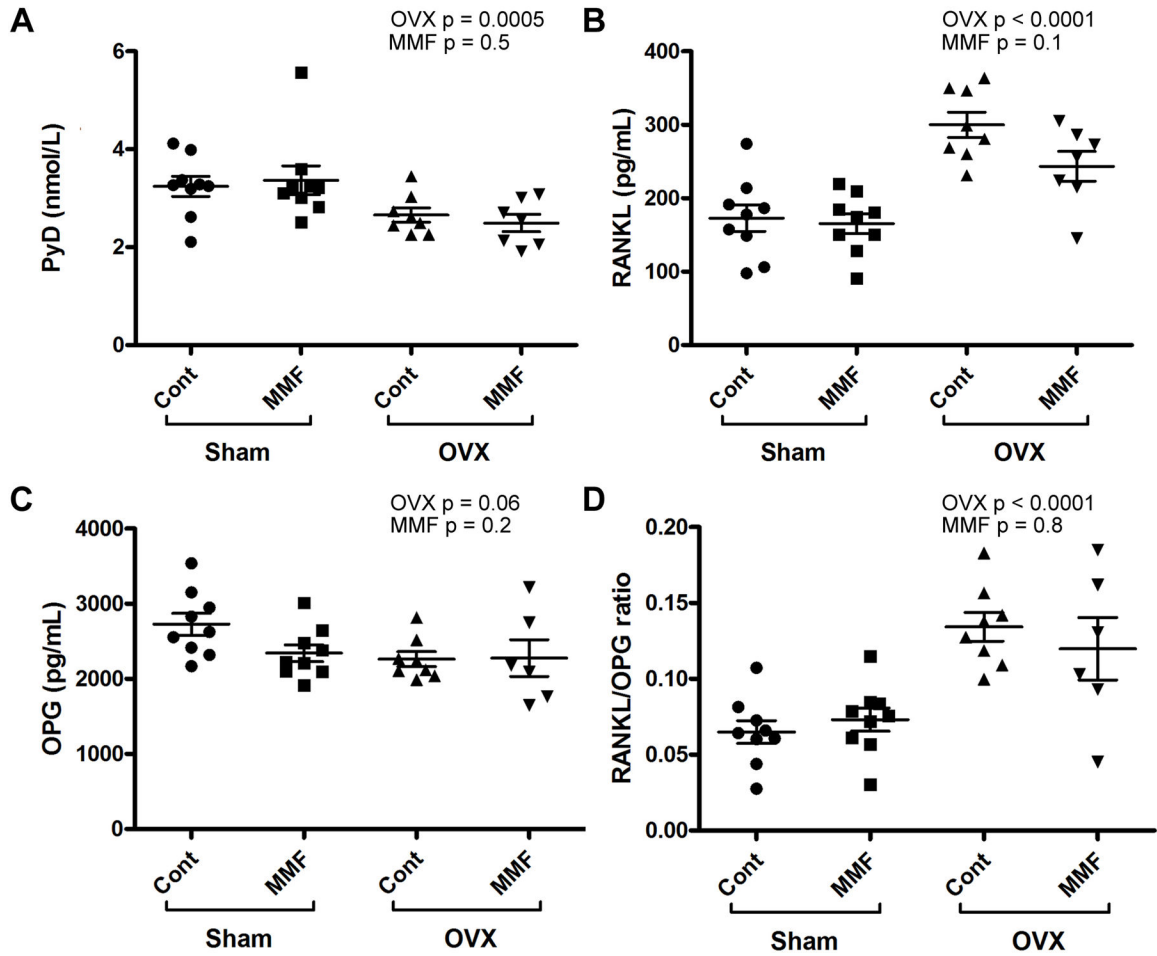 A
OVX p = 0.0005
MMF p = 0.5
PyD (nmol/L)
6
4
2
0
Cont
MMF
Cont
MMF
Sham
OVX
B
OVX p < 0.0001
MMF p = 0.1
RANKL (pg/mL)
400
300
200
100
0
Cont
MMF
Cont
MMF
Sham
OVX
C
OVX p = 0.06
MMF p = 0.2
OPG (pg/mL)
4000
3000
2000
1000
0
Cont
MMF
Cont
MMF
Sham
OVX
D
OVX p < 0.0001
MMF p = 0.8
RANKL/OPG ratio
0.20
0.15
0.10
0.05
0.00
Cont
MMF
Cont
MMF
Sham
OVX